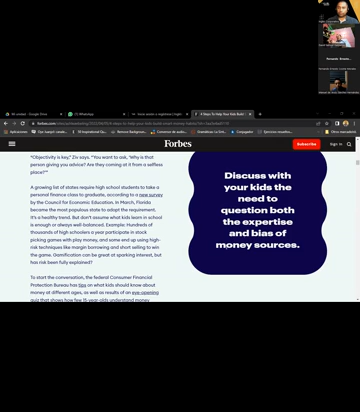 Forbes
Subscribe
Sign In
"Objectivity is key," Ziv says. "You want to ask, 'Why is that
person giving you advice? Are they coming at it from a selfless
place?'"
A growing list of states require high school students to take a
personal finance class to graduate, according to a new survey
by the Council for Economic Education. In March, Florida
became the most populous state to adopt the requirement.
It's a healthy trend. But don't assume what kids learn in school
is enough or always well-balanced. Example: Hundreds of
thousands of high schoolers a year participate in stock
picking games with play money, and some end up using high-
risk techniques like margin borrowing and short selling to win
the game. Gamification can be great at sparking interest, but
has risk been fully explained?
To start the conversation, the federal Consumer Financial
Protection Bureau has tips on what kids should know about
money at different ages, as well as results of an eye-opening
quiz that shows how few 15-year-olds understand money
Discuss with
your kids the
need to
question both
the expertise
and bias of
money sources.